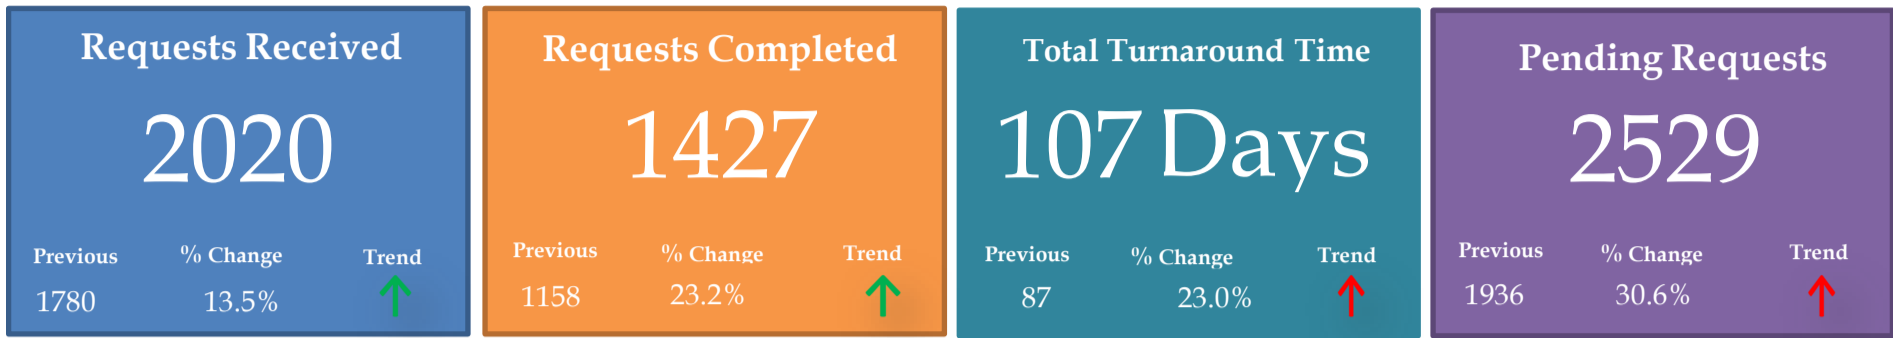 Requests Received
2020
Previous % Change Trend
1780 13.5%
Requests Completed
1427
Previous % Change Trend
1158 23.2%
Total Turnaround Time
107 Days
Previous % Change Trend
87 23.0%
Pending Requests
2529
Previous % Change Trend
1936 30.6%